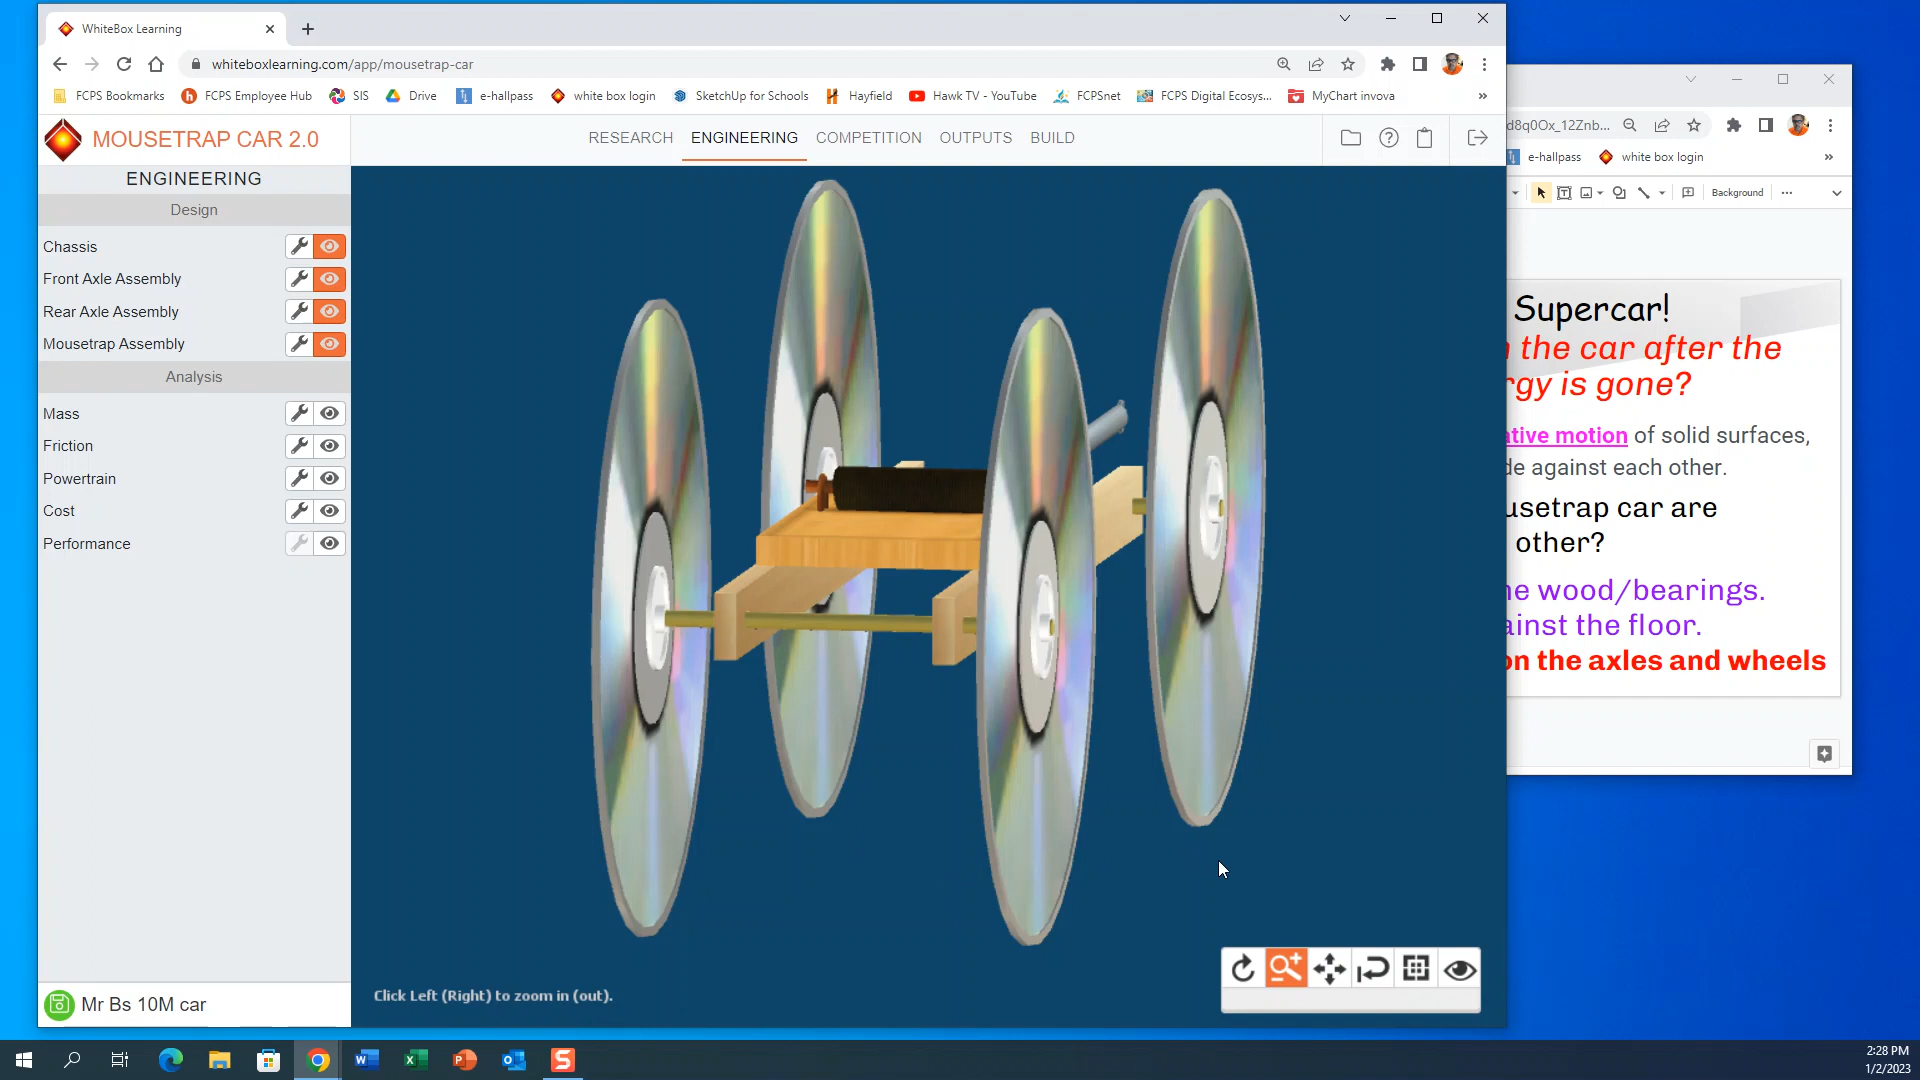 WhiteBox Learning
whiteboxlearning.com/app/mousetrap-car
FCPS Bookmarks
FCPS Employee Hub
SIS
Drive
e-hallpass
white box login
SketchUp for Schools
Hayfield
Hawk TV - YouTube
FCPSnet
FCPS Digital Ecosys...
MyChart invova
»
MOUSETRAP CAR 2.0
RESEARCH
ENGINEERING
COMPETITION
OUTPUTS
BUILD
ENGINEERING
Design
Chassis
Front Axle Assembly
Rear Axle Assembly
Mousetrap Assembly
Analysis
Mass
Friction
Powertrain
Cost
Performance
Mr Bs 10M car
Click Left (Right) to zoom in (out).
d8q0Ox_12Znb...
e-hallpass
white box login
»
Background
Supercar!
the car after the
rgy is gone?
ative motion of solid surfaces,
de against each other.
usetrap car are
other?
ne wood/bearings.
ainst the floor.
on the axles and wheels
2:28 PM
1/2/2023